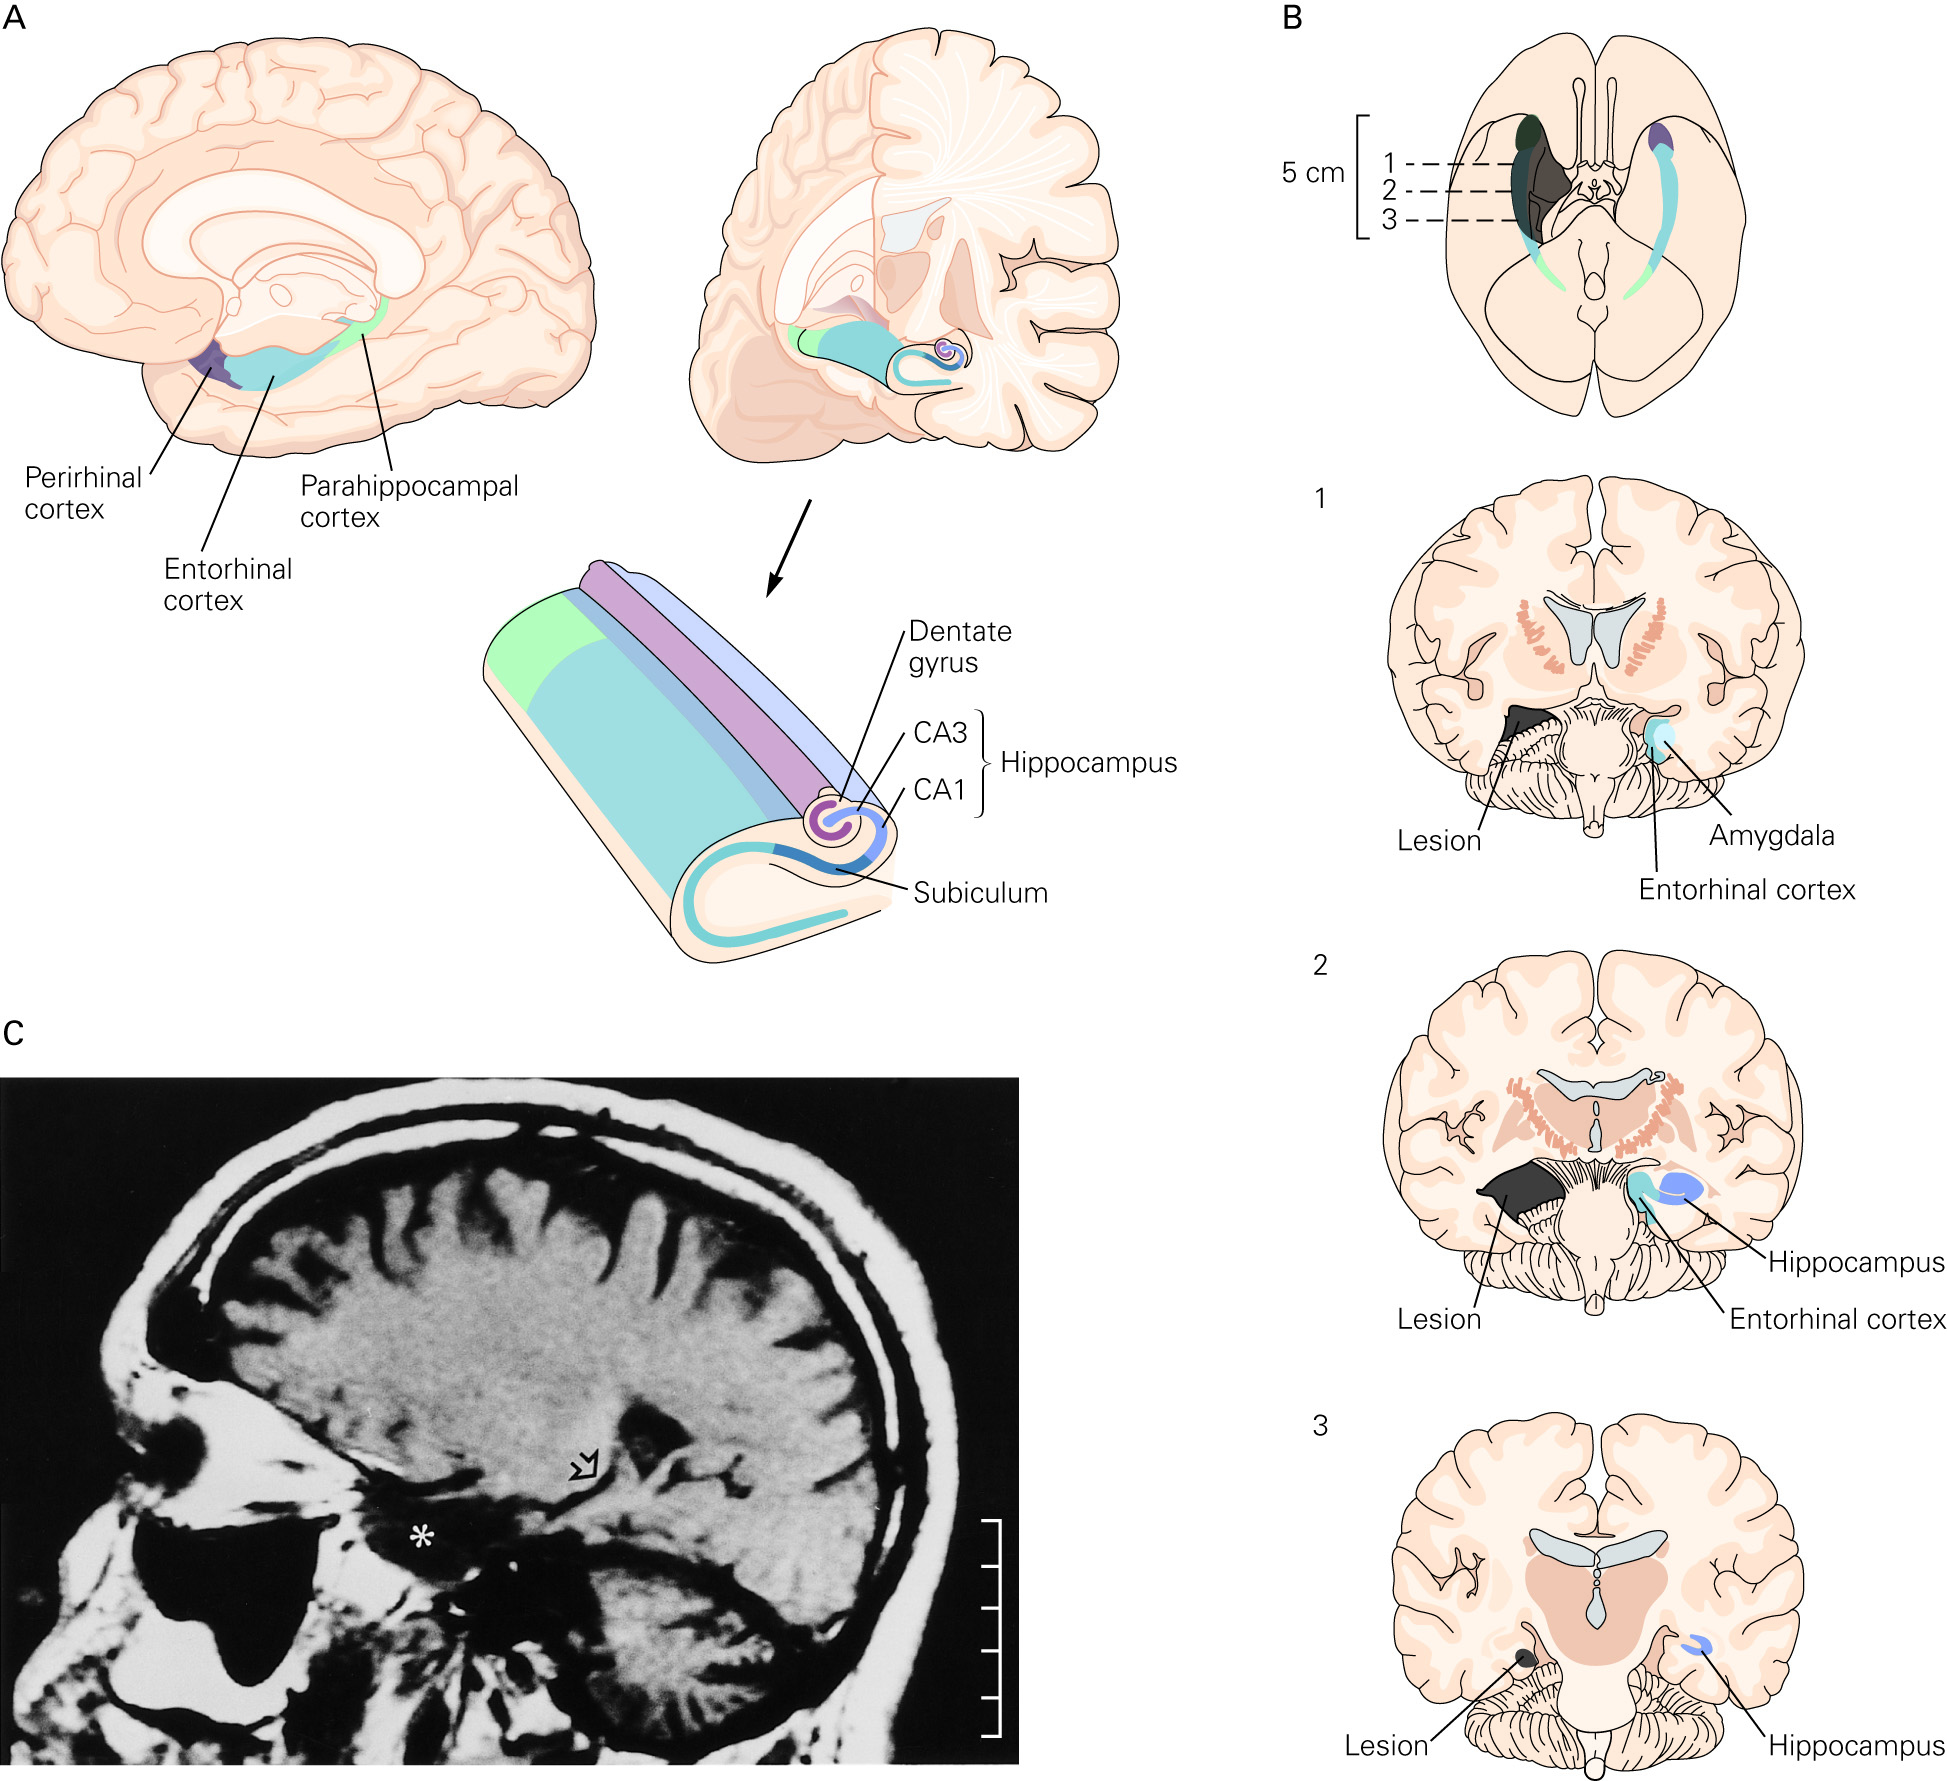 A
Perirhinal
cortex
Entorhinal
cortex
Parahippocampal
cortex
Dentate
gyrus
CA3
CA1
Hippocampus
Subiculum
B
5 cm
1
2
3
1
Lesion
Amygdala
Entorhinal cortex
2
Hippocampus
Lesion
Entorhinal cortex
3
Lesion
Hippocampus
C
*